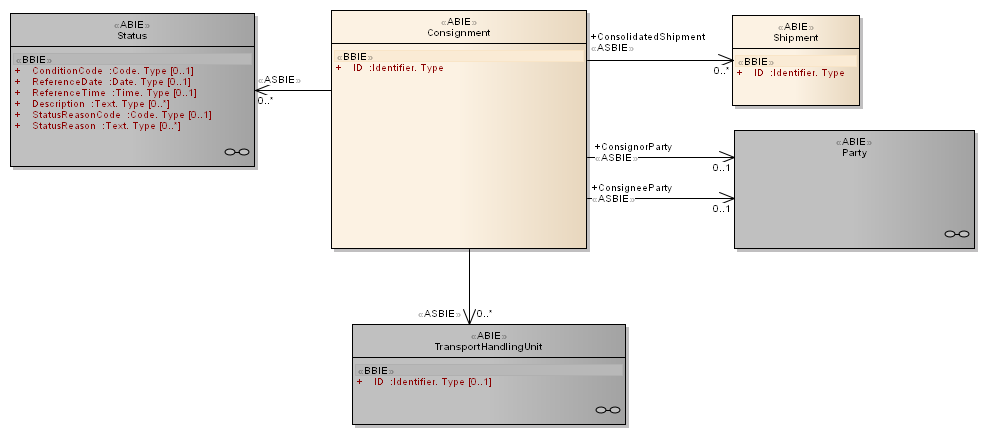 «ABIE»
Status
«BBIE»
+ ConditionCode :Code. Type [0..1]
+ ReferenceDate :Date. Type [0..1]
+ ReferenceTime :Time. Type [0..1]
+ Description :Text. Type [0..*]
+ StatusReasonCode :Code. Type [0..1]
+ StatusReason :Text. Type [0..*]
«ASBIE»
0..*
«ABIE»
Consignment
«BBIE»
+ ID :Identifier. Type
+ConsolidatedShipment
«ASBIE»
0..*
«ABIE»
Shipment
«BBIE»
+ ID :Identifier. Type
+ConsignorParty
«ASBIE»
0..1
+ConsigneeParty
«ASBIE»
0..1
«ABIE»
Party
«ASBIE»
0..*
«ABIE»
TransportHandlingUnit
«BBIE»
+ ID :Identifier. Type [0..1]